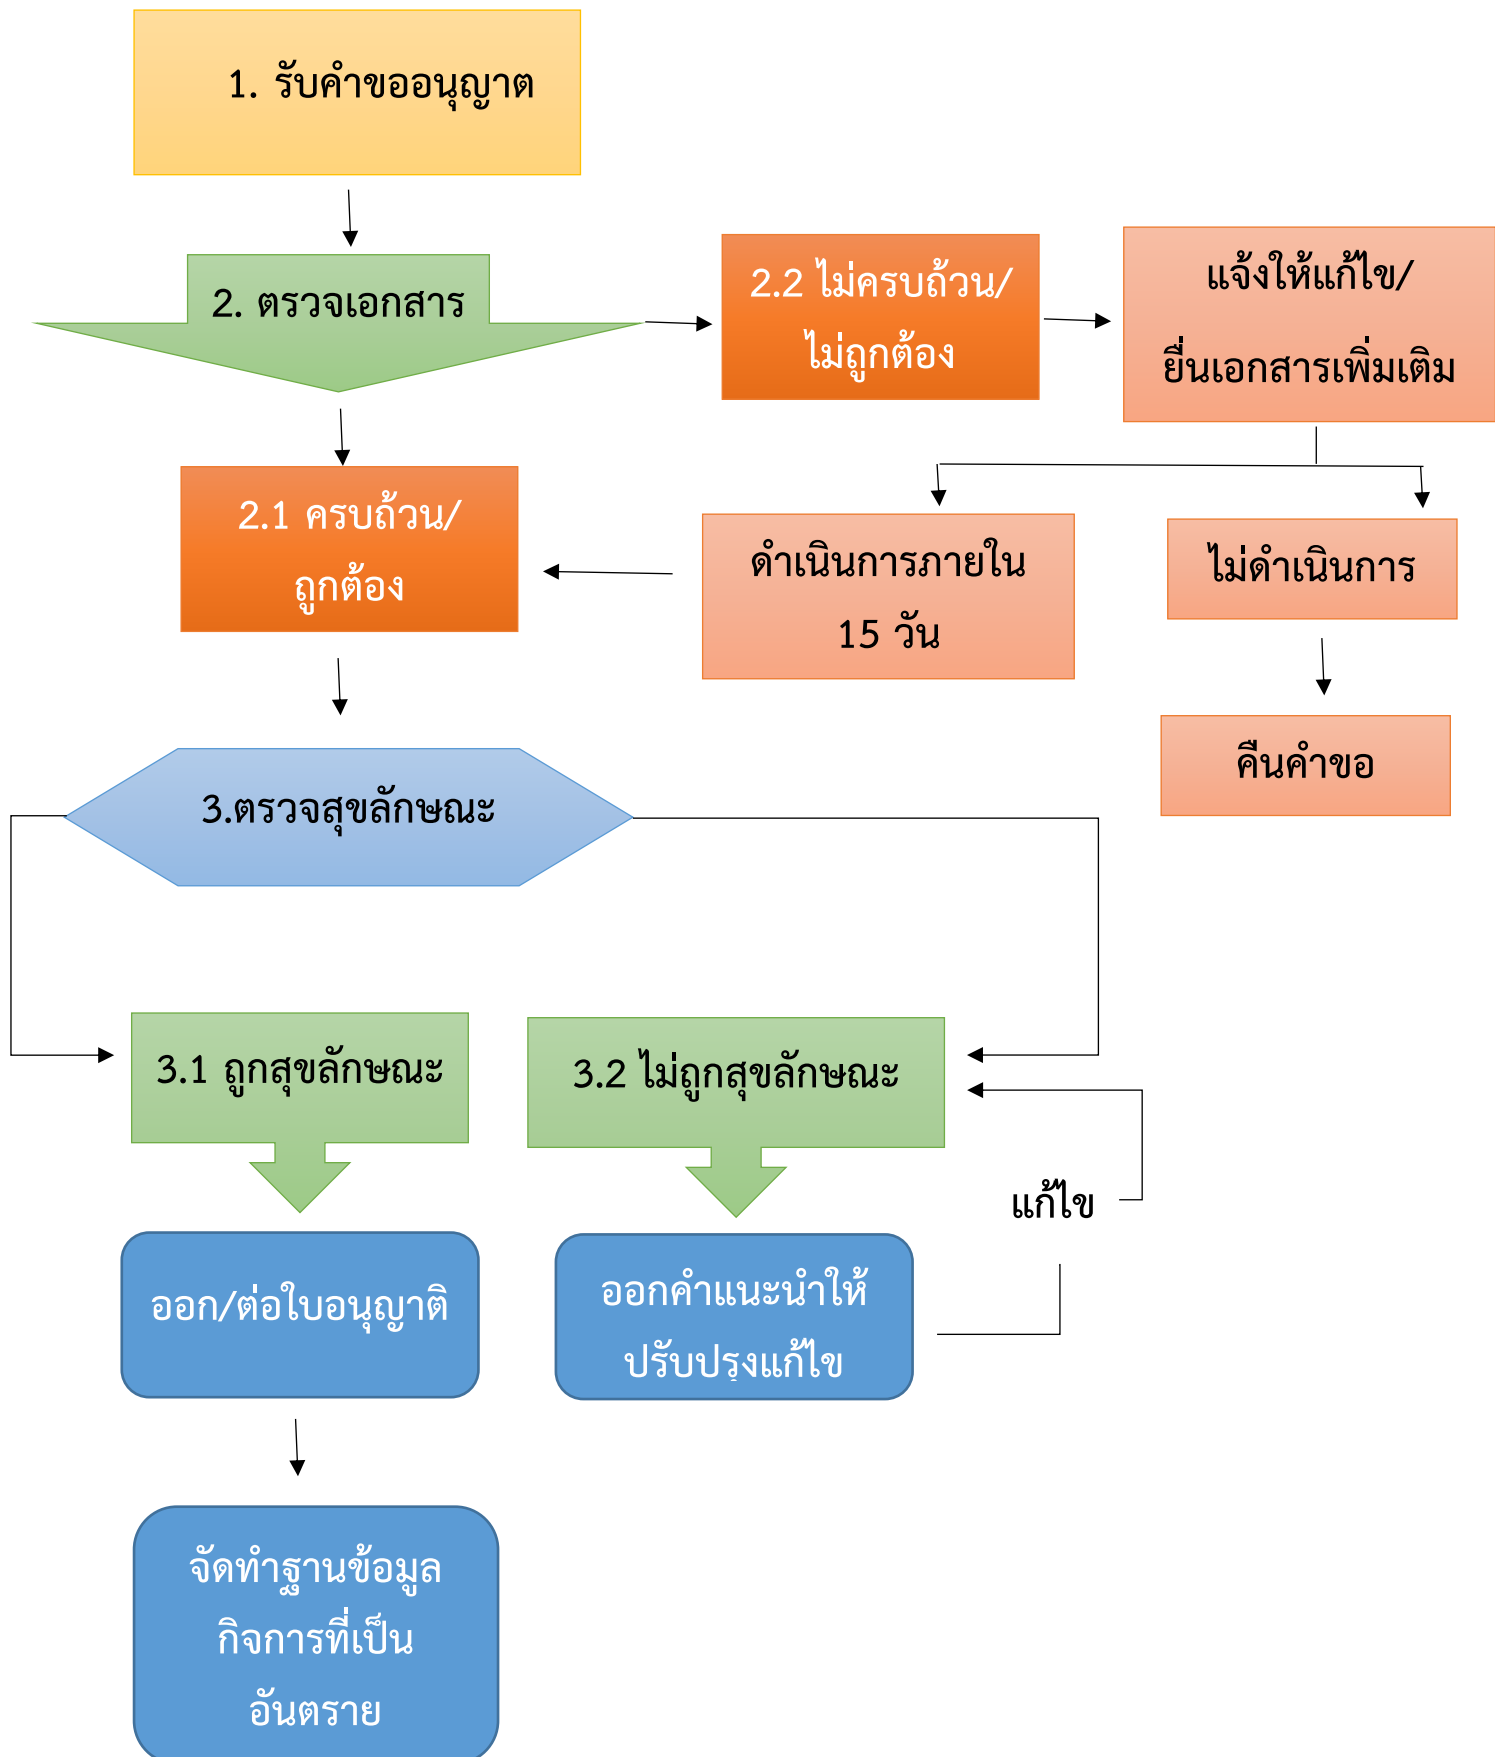 1. รับคำขออนุญาต
2. ตรวจเอกสาร
2.2 ไม่ครบถ้วน/
ไม่ถูกต้อง
แจ้งให้แก้ไข/
ยื่นเอกสารเพิ่มเติม
2.1 ครบถ้วน/
ถูกต้อง
ดำเนินการภายใน
15 วัน
ไม่ดำเนินการ
คืนคำขอ
3.ตรวจสุขลักษณะ
3.1 ถูกสุขลักษณะ
3.2 ไม่ถูกสุขลักษณะ
แก้ไข
ออก/ต่อใบอนุญาติ
ออกคำแนะนำให้
ปรับปรุงแก้ไข
จัดทำฐานข้อมูล
กิจการที่เป็น
อันตราย